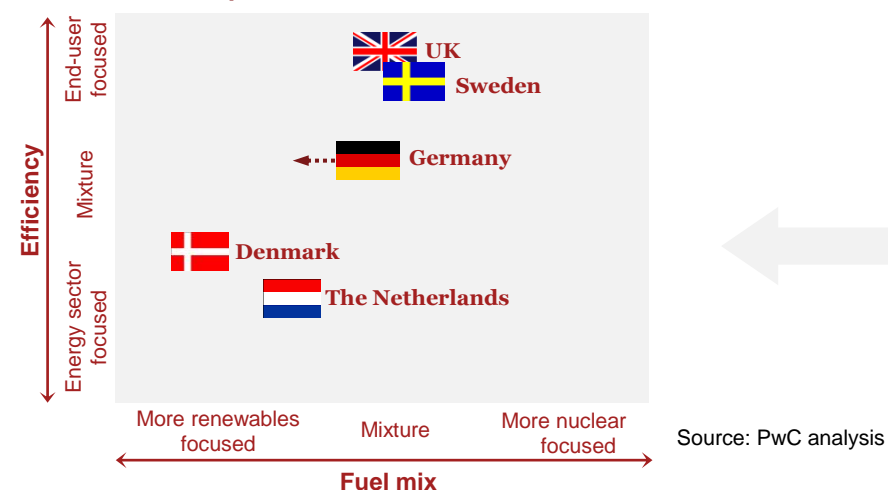 End-user
focused
UK
Sweden
Mixture
Germany
Efficiency
Denmark
Energy sector
focused
The Netherlands
More renewables
focused
Mixture
More nuclear
focused
Source: PwC analysis
Fuel mix